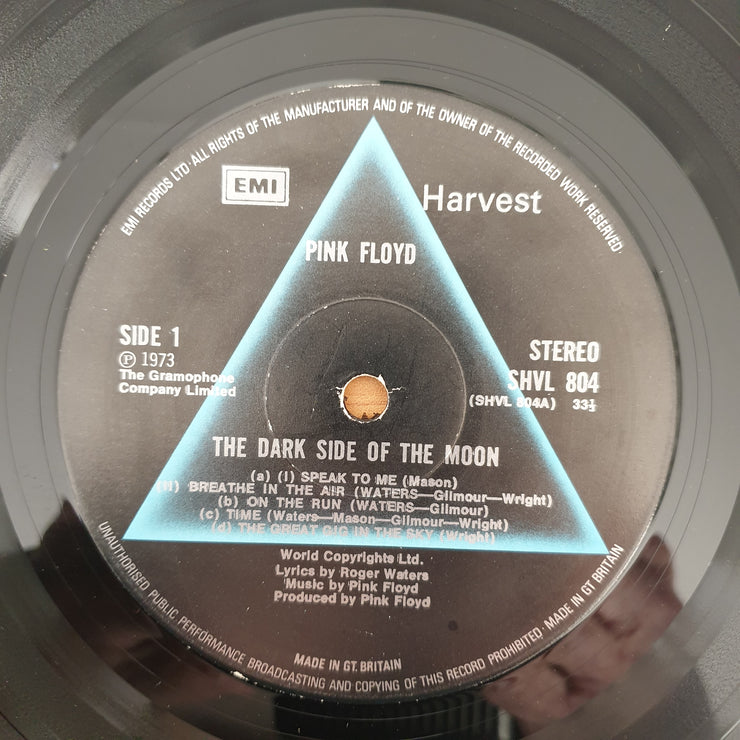 EMI RECORDS LTD·ALL RIGHTS OF THE MANUFACTURER AND OF THE OWNER OF THE RECORDED WORK RESERVED·
EMI
Harvest
PINK FLOYD
SIDE 1
Ⓟ 1973
The Gramophone
Company Limited
STEREO
SHVL 804
(SHVL 804A) 33⅓
THE DARK SIDE OF THE MOON
(a) (I) SPEAK TO ME (Mason)
(II) BREATHE IN THE AIR (WATERS—Gilmour—Wright)
(b) ON THE RUN (WATERS—Gilmour)
(c) TIME (Waters—Mason—Gilmour—Wright)
(d) THE GREAT GIG IN THE SKY (Wright)
World Copyrights Ltd.
Lyrics by Roger Waters
Music by Pink Floyd
Produced by Pink Floyd
MADE IN GT. BRITAIN
UNAUTHORISED PUBLIC PERFORMANCE BROADCASTING AND COPYING OF THIS RECORD PROHIBITED·MADE IN GT BRITAIN